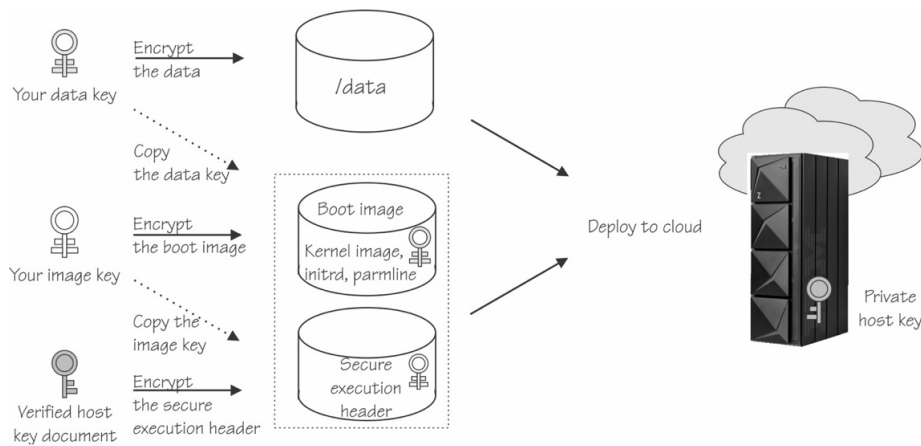 Your data key
Encrypt
the data
/data
Copy
the data key
Your image key
Encrypt
the boot image
Boot image
Kernel image,
initrd, parmline
Copy the
image key
Verified host
key document
Encrypt
the secure
execution header
Secure
execution
header
Deploy to cloud
Z
Private
host key